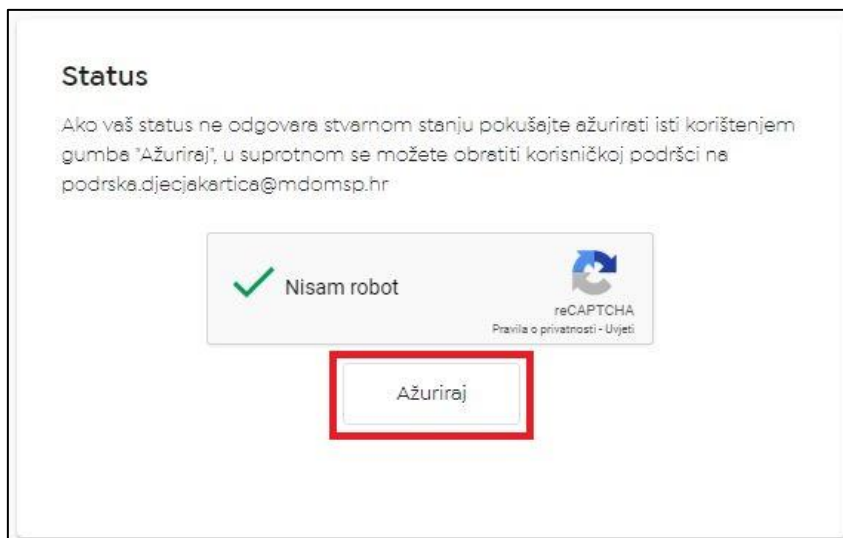 Status
Ako vaš status ne odgovara stvarnom stanju pokušajte ažurirati isti korištenjem
gumba "Ažuriraj", u suprotnom se možete obratiti korisničkoj podršci na
podrska.djecjakartica@mdomsp.hr
Nisam robot
reCAPTCHA
Pravila o privatnosti - Uvjeti
Ažuriraj